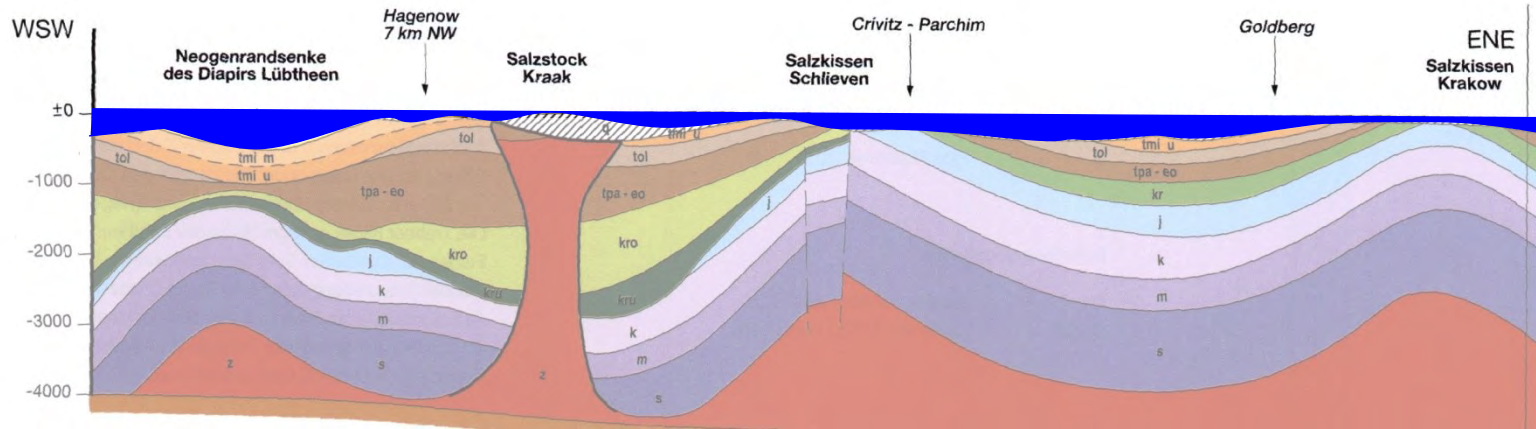 WSW
Hagenow
7 km NW
Crivitz - Parchim
Goldberg
ENE
Neogenrandsenke
des Diapirs Lübtheen
Salzstock
Kraak
Salzkissen
Schlieven
Salzkissen
Krakow
±0
-1000
-2000
-3000
-4000
tol
tmi m
tmi u
tol
tpa - eo
q
tmi u
tol
tpa - eo
tol
tmi u
tpa - eo
kr
j
k
m
s
j
kro
kru
k
m
s
z
z
kro
kru
j
k
m
s